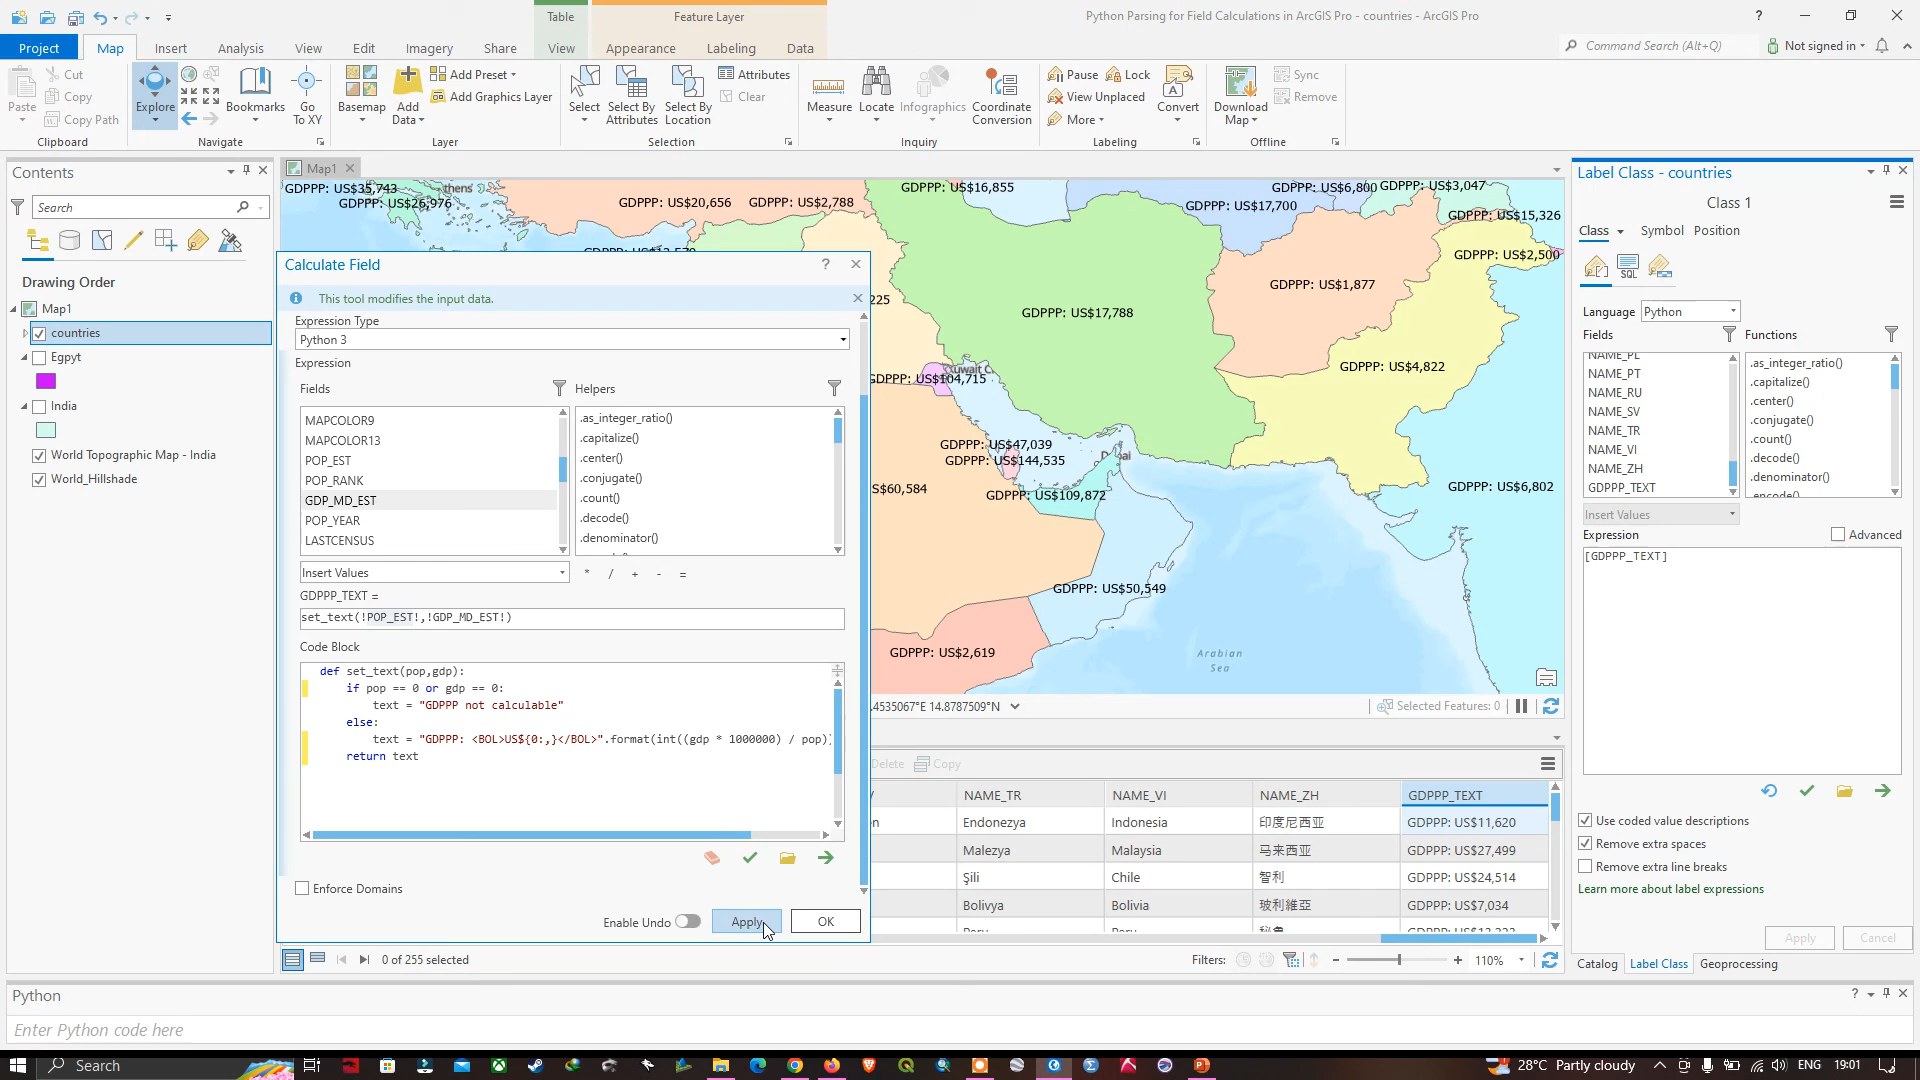 Table
Feature Layer
Python Parsing for Field Calculations in ArcGIS Pro - countries - ArcGIS Pro
?
Project
Map
Insert
Analysis
View
Edit
Imagery
Share
View
Appearance
Labeling
Data
Command Search (Alt+Q)
Not signed in
Paste
Cut
Copy
Copy Path
Clipboard
Explore
Bookmarks
Go
To XY
Navigate
Basemap
Add
Data
Add Preset
Add Graphics Layer
Layer
Select
Select By
Attributes
Select By
Location
Attributes
Clear
Selection
Measure
Locate
Infographics
Coordinate
Conversion
Inquiry
Pause
Lock
View Unplaced
More
Convert
Labeling
Download
Map
Sync
Remove
Offline
Contents
Search
Drawing Order
Map1
countries
Egpyt
India
World Topographic Map - India
World_Hillshade
Map1
GDPPP: US$35,743
thens
GDPPP: US$26,976
GDPPP: US$20,656
GDPPP: US$2,788
GDPPP: US$16,855
GDPPP: US$6,800
GDPPP: US$3,047
GDPPP: US$17,700
GDPPP: US$15,326
GDPPP: US$2,500
GDPPP: US$1,877
225
GDPPP: US$17,788
GDPPP: US$4,822
Kuwait C
GDPPP: US$104,715
GDPPP: US$47,039
GDPPP: US$144,535
GDPPP: US$109,872
S$60,584
GDPPP: US$6,802
GDPPP: US$50,549
GDPPP: US$2,619
Arabian
Sea
.4535067°E 14.8787509°N
Selected Features: 0
Calculate Field
?
This tool modifies the input data.
Expression Type
Python 3
Expression
Fields
Helpers
MAPCOLOR9
MAPCOLOR13
POP_EST
POP_RANK
GDP_MD_EST
POP_YEAR
LASTCENSUS
.as_integer_ratio()
.capitalize()
.center()
.conjugate()
.count()
.decode()
.denominator()
Insert Values
* / + - =
GDPPP_TEXT =
set_text(!POP_EST!,!GDP_MD_EST!)
Code Block
def set_text(pop,gdp):
if pop == 0 or gdp == 0:
text = "GDPPP not calculable"
else:
text = "GDPPP: <BOL>US${0:,}</BOL>".format(int((gdp * 1000000) / pop))
return text
Enforce Domains
Enable Undo
Apply
OK
Delete
Copy
NAME_TR
NAME_VI
NAME_ZH
GDPPP_TEXT
en
Endonezya
Indonesia
印度尼西亚
GDPPP: US$11,620
Malezya
Malaysia
马来西亚
GDPPP: US$27,499
Şili
Chile
智利
GDPPP: US$24,514
Bolivya
Bolivia
玻利維亞
GDPPP: US$7,034
0 of 255 selected
Filters:
110%
Label Class - countries
Class 1
Class
Symbol
Position
SQL
Language
Python
Fields
Functions
NAME_PL
NAME_PT
NAME_RU
NAME_SV
NAME_TR
NAME_VI
NAME_ZH
GDPPP_TEXT
.as_integer_ratio()
.capitalize()
.center()
.conjugate()
.count()
.decode()
.denominator()
encode()
Insert Values
Expression
Advanced
[GDPPP_TEXT]
Use coded value descriptions
Remove extra spaces
Remove extra line breaks
Learn more about label expressions
Apply
Cancel
Catalog
Label Class
Geoprocessing
Python
?
Enter Python code here
Search
28°C Partly cloudy
ENG
19:01